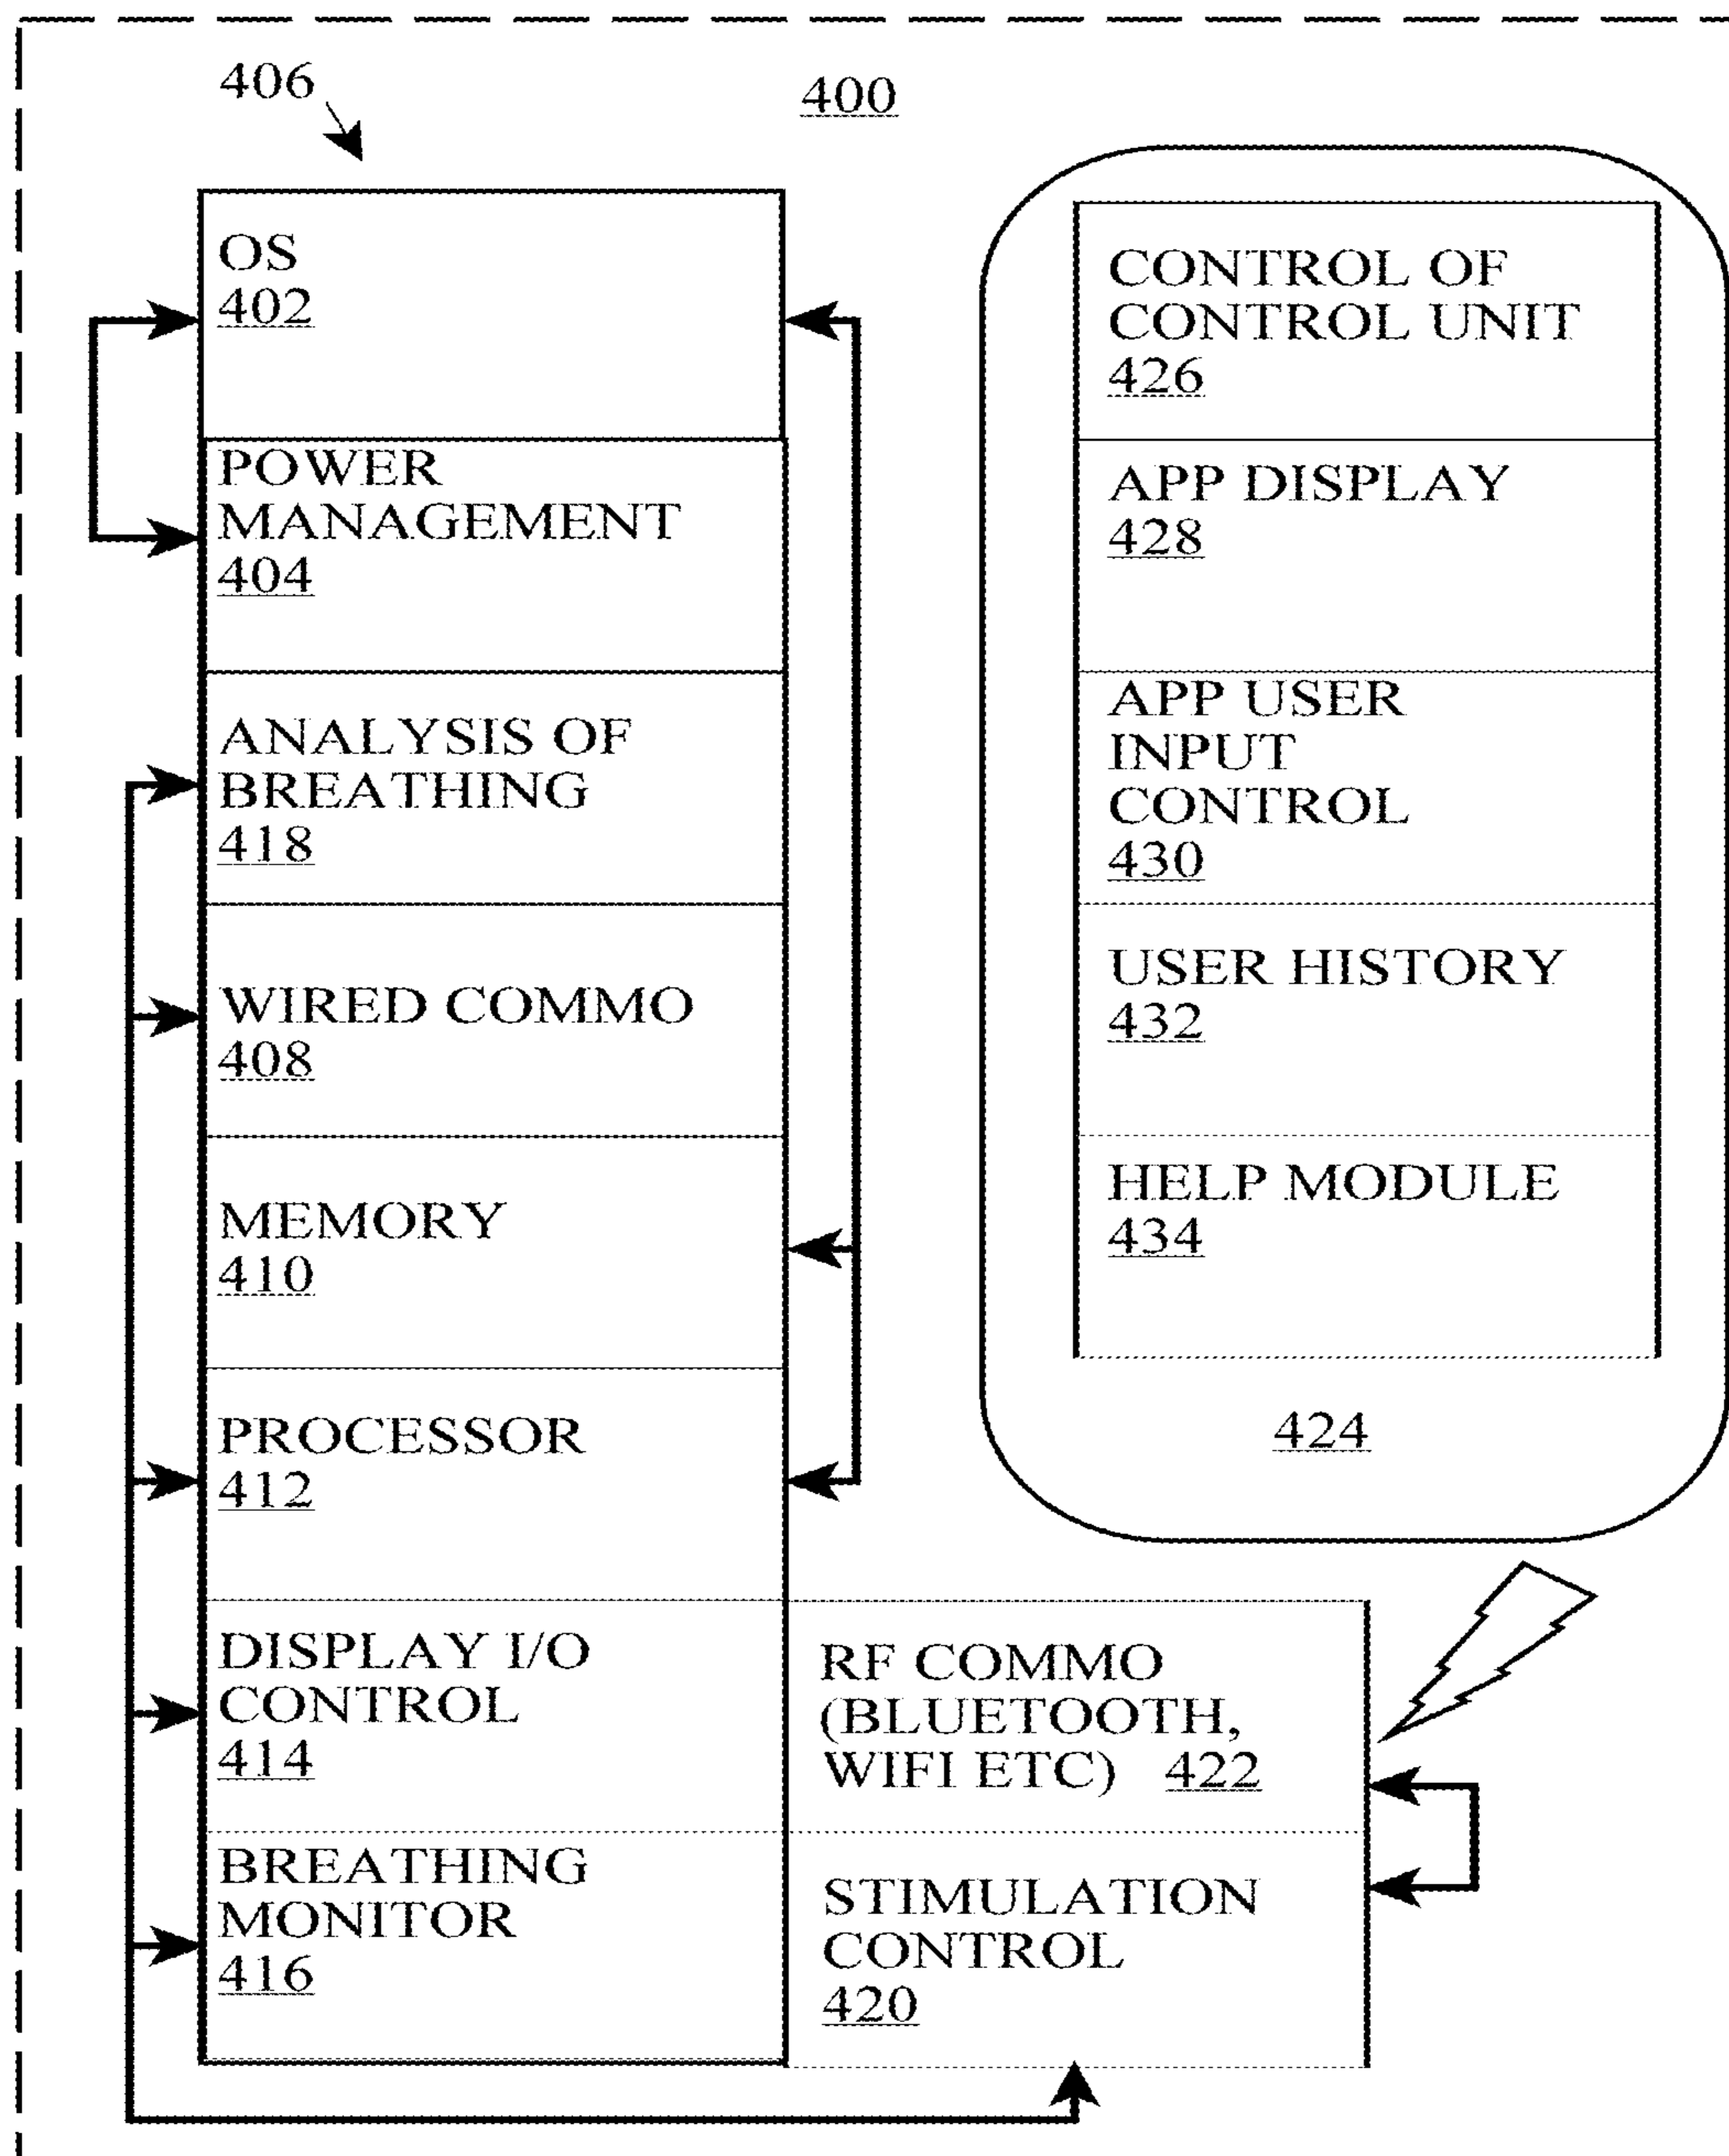 406
400
OS
402
POWER
MANAGEMENT
404
ANALYSIS OF
BREATHING
418
WIRED COMMO
408
MEMORY
410
PROCESSOR
412
DISPLAY I/O
CONTROL
414
BREATHING
MONITOR
416
RF COMMO
(BLUETOOTH,
WIFI ETC) 422
STIMULATION
CONTROL
420
CONTROL OF
CONTROL UNIT
426
APP DISPLAY
428
APP USER
INPUT
CONTROL
430
USER HISTORY
432
HELP MODULE
434
424